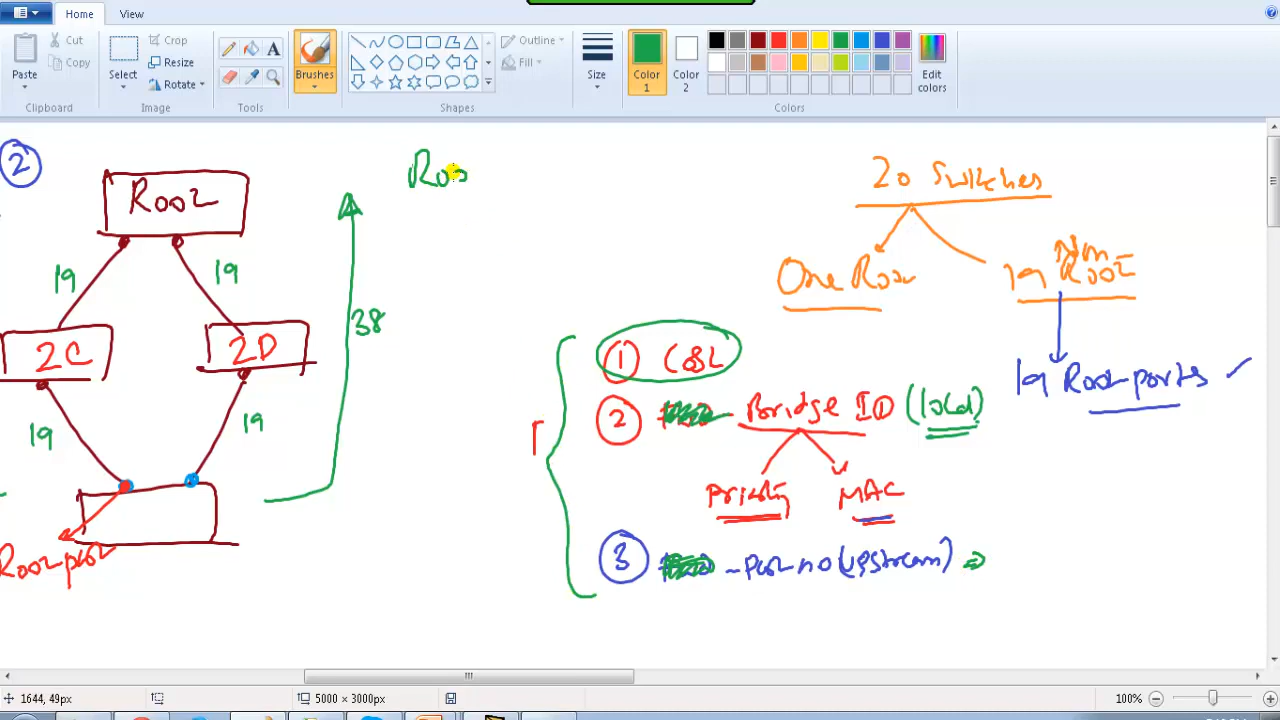 Home
View
Paste
Cut
Copy
Clipboard
Select
Crop
Resize
Rotate
Image
A
Tools
Brushes
Outline
Fill
Shapes
Size
Color
1
Color
2
Edit
colors
Colors
2
Root
19
19
2C
2D
19
19
38
Root port
Roo
20 Switches
One Root
19 Non
Root
19 Root ports
1 Cost
2 - Bridge ID (local)
Priority
MAC
3 - Port no (upstream)
1644, 49px
5000 × 3000px
100%